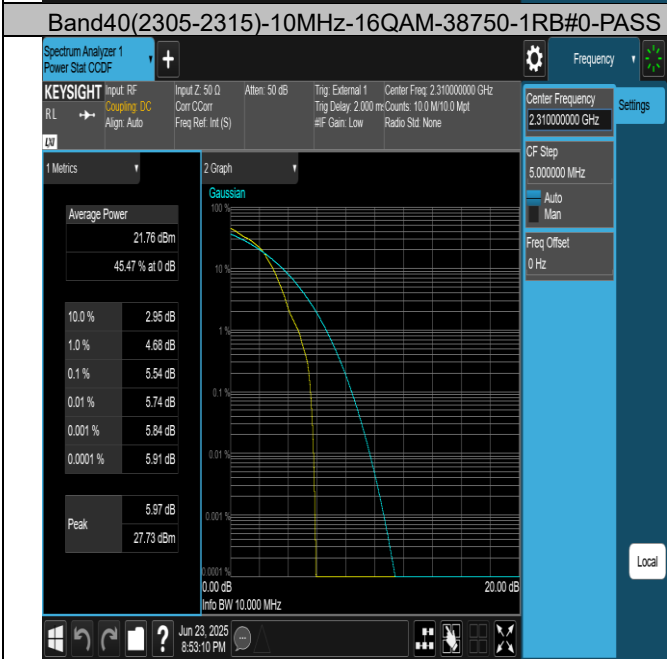 Band40(2305-2315)-10MHz-16QAM-38750-1RB#0-PASS
Spectrum Analyzer 1
Power Stat CCDF
Frequency
KEYSIGHT
RL
LXI
Input: RF
Coupling: DC
Align: Auto
Input Z: 50 Ω
Corr CCorr
Freq Ref: Int (S)
Atten: 50 dB
Trig: External 1
Trig Delay: 2.000 ms
#IF Gain: Low
Center Freq: 2.310000000 GHz
Counts: 10.0 M/10.0 Mpt
Radio Std: None
Center Frequency
2.310000000 GHz
Settings
CF Step
5.000000 MHz
Auto
Man
Freq Offset
0 Hz
1 Metrics
Average Power
21.76 dBm
45.47 % at 0 dB
10.0 % 2.95 dB
1.0 % 4.68 dB
0.1 % 5.54 dB
0.01 % 5.74 dB
0.001 % 5.84 dB
0.0001 % 5.91 dB
Peak
5.97 dB
27.73 dBm
2 Graph
Gaussian
100 %
10 %
1 %
0.1 %
0.01 %
0.001 %
0.0001 %
0.00 dB 20.00 dB
Info BW 10.000 MHz
Local
?
Jun 23, 2025
8:53:10 PM